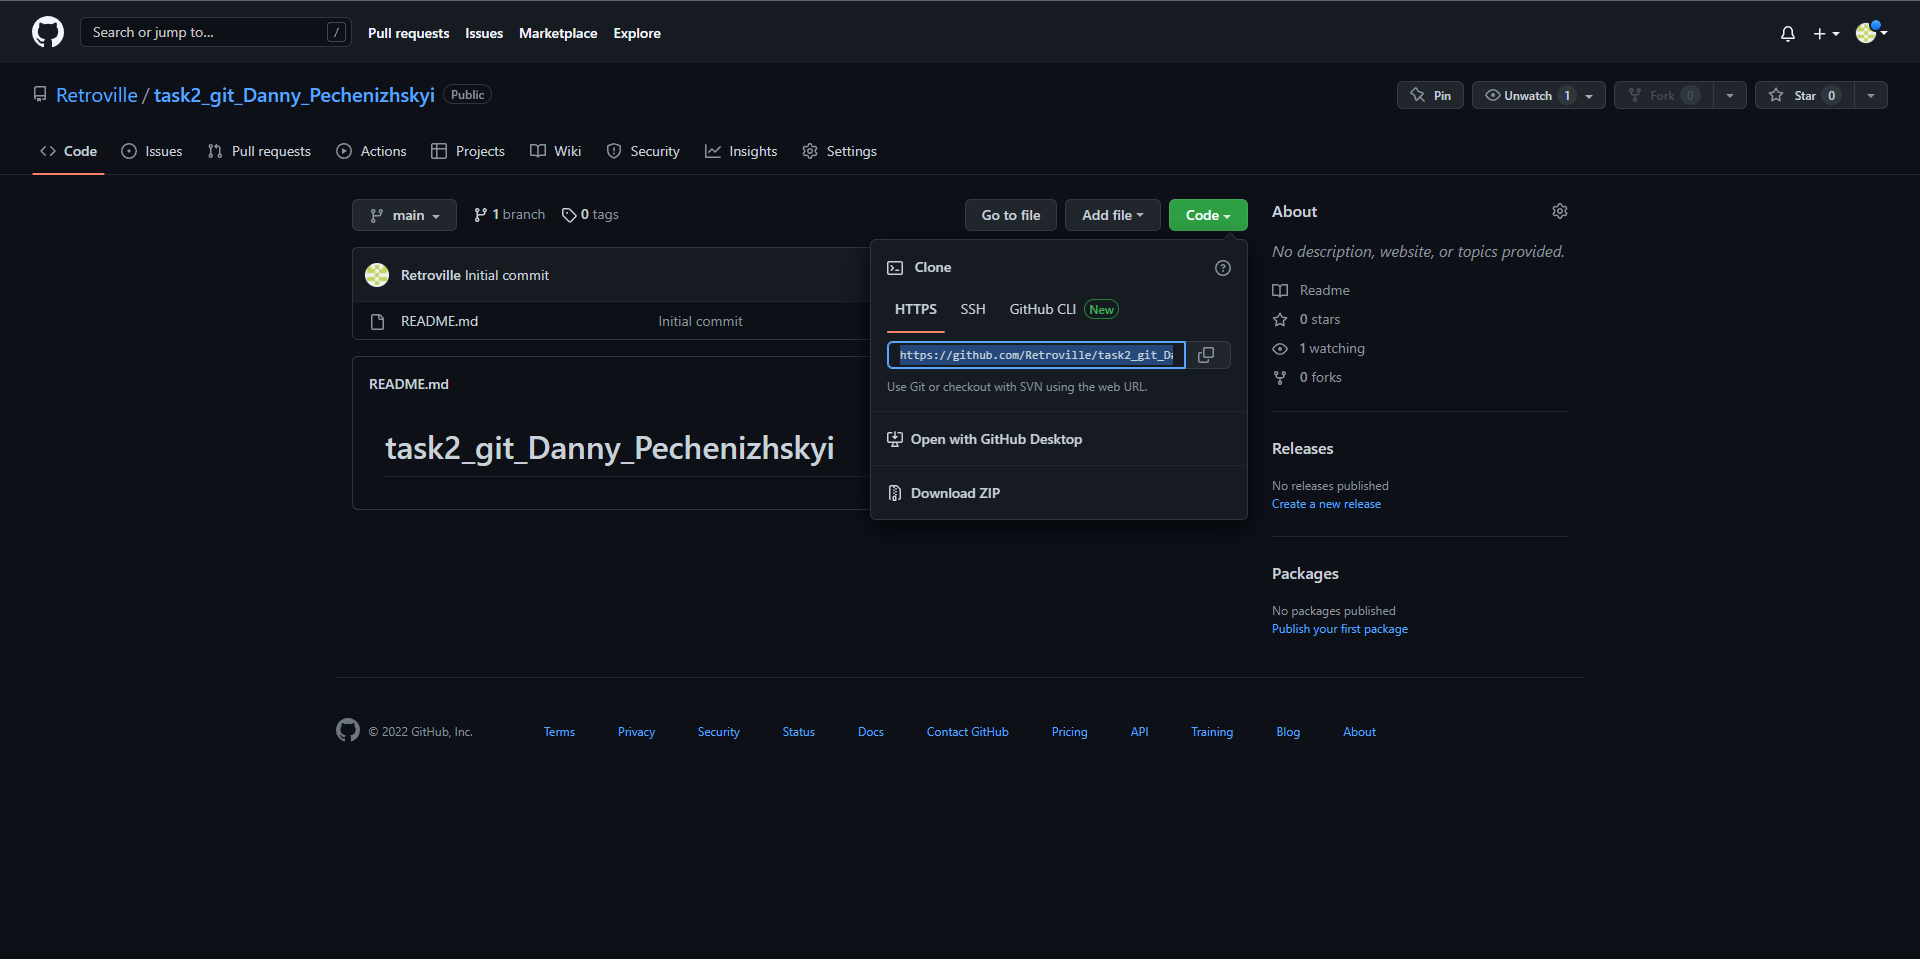 Search or jump to... /
Pull requests Issues Marketplace Explore
Retroville / task2_git_Danny_Pechenizhskyi Public
Pin Unwatch 1 Fork 0 Star 0
Code Issues Pull requests Actions Projects Wiki Security Insights Settings
main 1 branch 0 tags Go to file Add file Code
Retroville Initial commit
README.md Initial commit
README.md
task2_git_Danny_Pechenizhskyi
Clone
HTTPS SSH GitHub CLI New
https://github.com/Retroville/task2_git_Da
Use Git or checkout with SVN using the web URL.
Open with GitHub Desktop
Download ZIP
About
No description, website, or topics provided.
Readme
0 stars
1 watching
0 forks
Releases
No releases published
Create a new release
Packages
No packages published
Publish your first package
© 2022 GitHub, Inc. Terms Privacy Security Status Docs Contact GitHub Pricing API Training Blog About